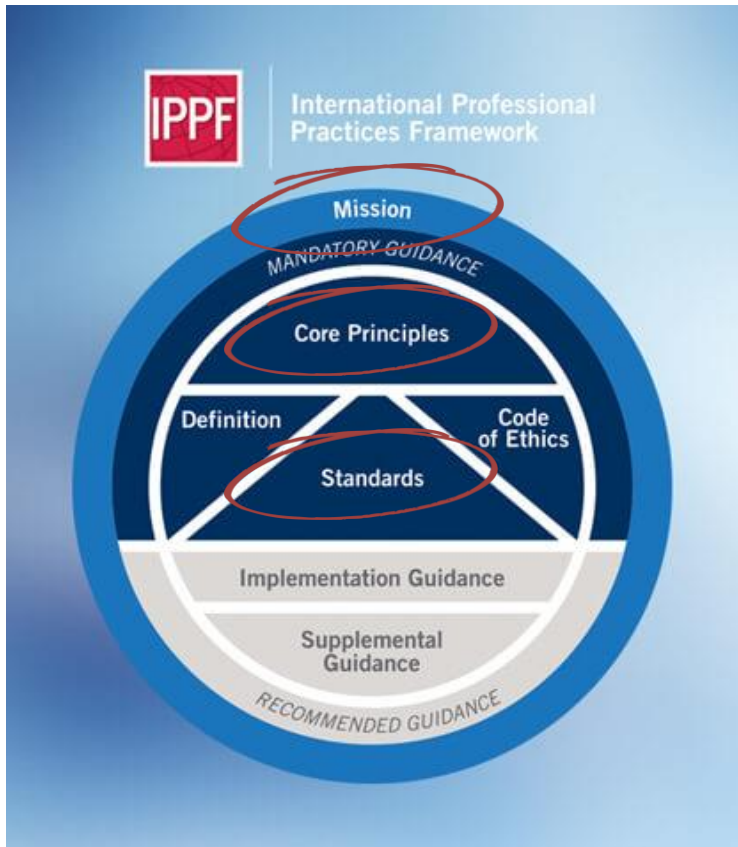 IPPF
International Professional
Practices Framework
Mission
MANDATORY GUIDANCE
Core Principles
Definition
Code
of Ethics
Standards
Implementation Guidance
Supplemental
Guidance
RECOMMENDED GUIDANCE